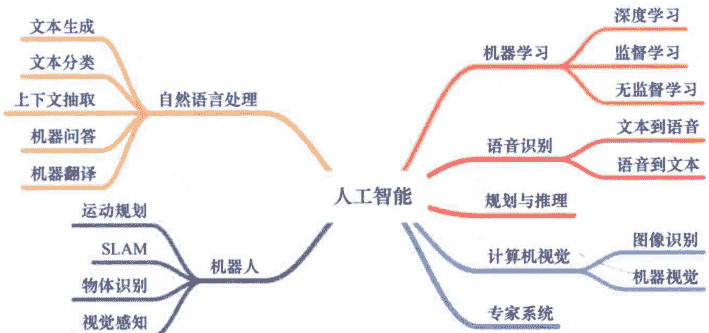 人工智能
自然语言处理
文本生成
文本分类
上下文抽取
机器问答
机器翻译
机器人
运动规划
SLAM
物体识别
视觉感知
机器学习
深度学习
监督学习
无监督学习
语音识别
文本到语音
语音到文本
规划与推理
计算机视觉
图像识别
机器视觉
专家系统